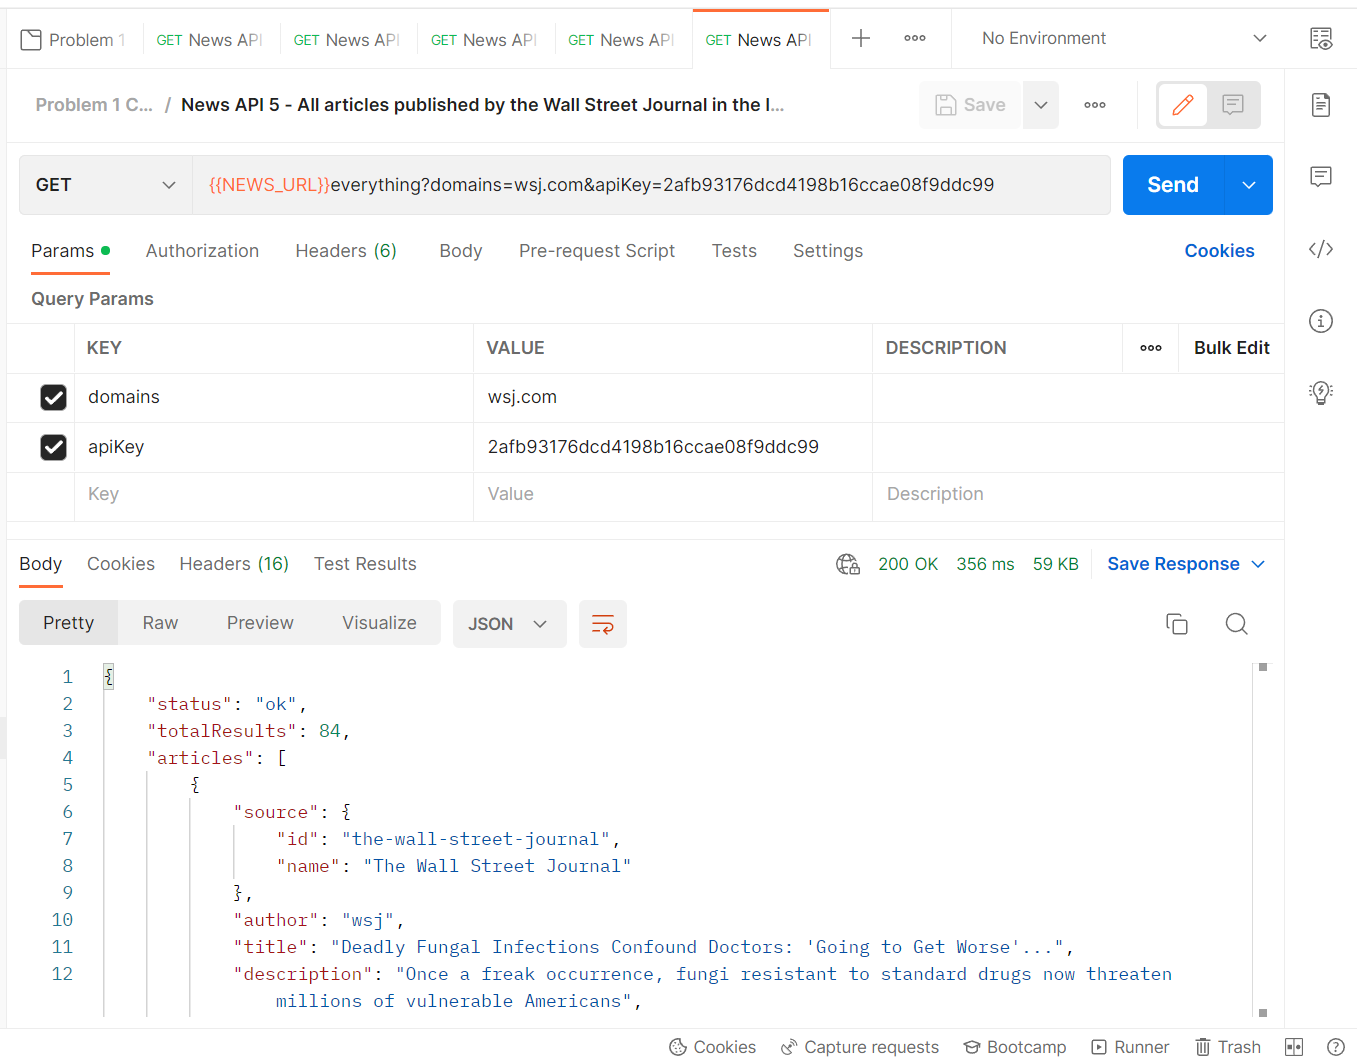 Problem 1
GET News API
GET News API
GET News API
GET News API
GET News API
No Environment
Problem 1 C... / News API 5 - All articles published by the Wall Street Journal in the l...
Save
GET
{{NEWS_URL}}everything?domains=wsj.com&apiKey=2afb93176dcd4198b16ccae08f9ddc99
Send
Params
Authorization
Headers (6)
Body
Pre-request Script
Tests
Settings
Cookies
Query Params
KEY
VALUE
DESCRIPTION
Bulk Edit
domains
wsj.com
apiKey
2afb93176dcd4198b16ccae08f9ddc99
Key
Value
Description
Body
Cookies
Headers (16)
Test Results
200 OK
356 ms
59 KB
Save Response
Pretty
Raw
Preview
Visualize
JSON
1 {
2 "status": "ok",
3 "totalResults": 84,
4 "articles": [
5 {
6 "source": {
7 "id": "the-wall-street-journal",
8 "name": "The Wall Street Journal"
9 },
10 "author": "wsj",
11 "title": "Deadly Fungal Infections Confound Doctors: 'Going to Get Worse'...",
12 "description": "Once a freak occurrence, fungi resistant to standard drugs now threaten
millions of vulnerable Americans",
Cookies
Capture requests
Bootcamp
Runner
Trash